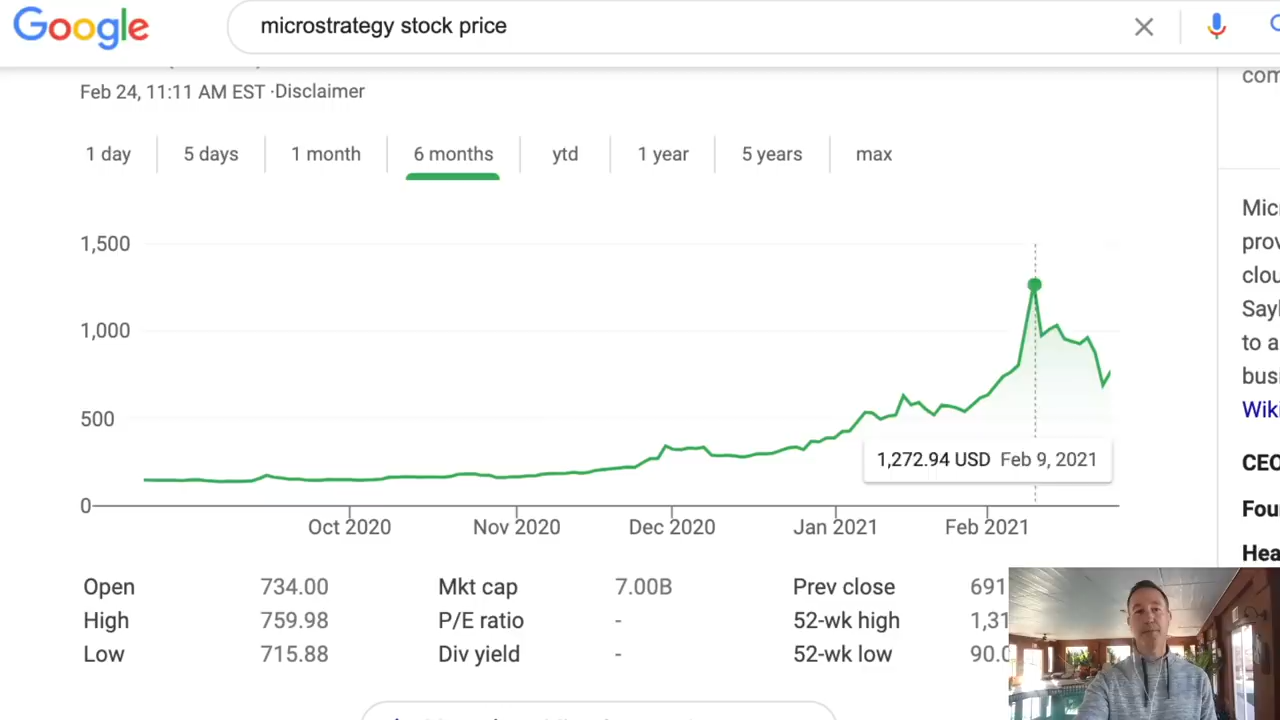 Google
microstrategy stock price
Feb 24, 11:11 AM EST ·Disclaimer
1 day
5 days
1 month
6 months
ytd
1 year
5 years
max
1,500
1,000
500
0
1,272.94 USD Feb 9, 2021
Oct 2020
Nov 2020
Dec 2020
Jan 2021
Feb 2021
Open 734.00
High 759.98
Low 715.88
Mkt cap 7.00B
P/E ratio -
Div yield -
Prev close 691
52-wk high 1,31
52-wk low 90.0
com
Mic
prov
clou
Sayl
to a
busi
Wiki
CEO
Fou
Hea